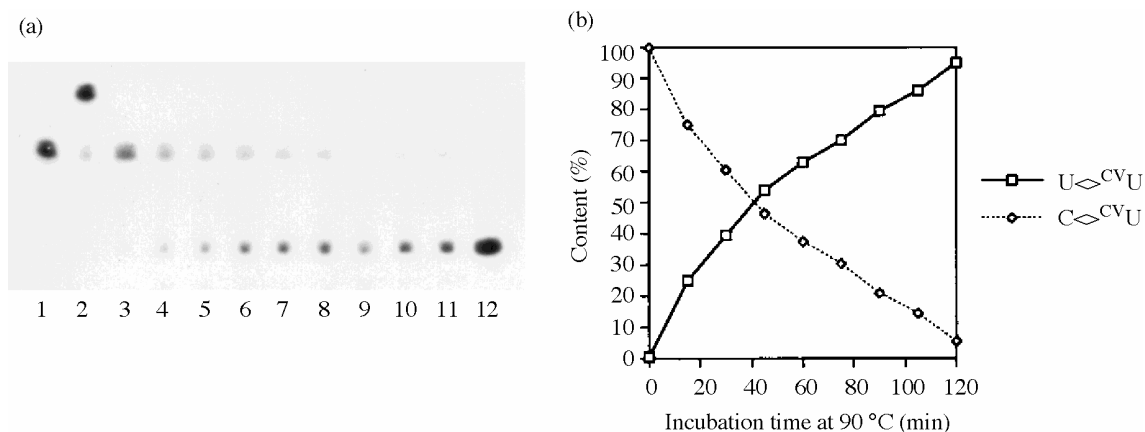 (a)
1 2 3 4 5 6 7 8 9 10 11 12
(b)
Content (%)
100
90
80
70
60
50
40
30
20
10
0
0 20 40 60 80 100 120
Incubation time at 90 °C (min)
U<>CVU
C<>CVU